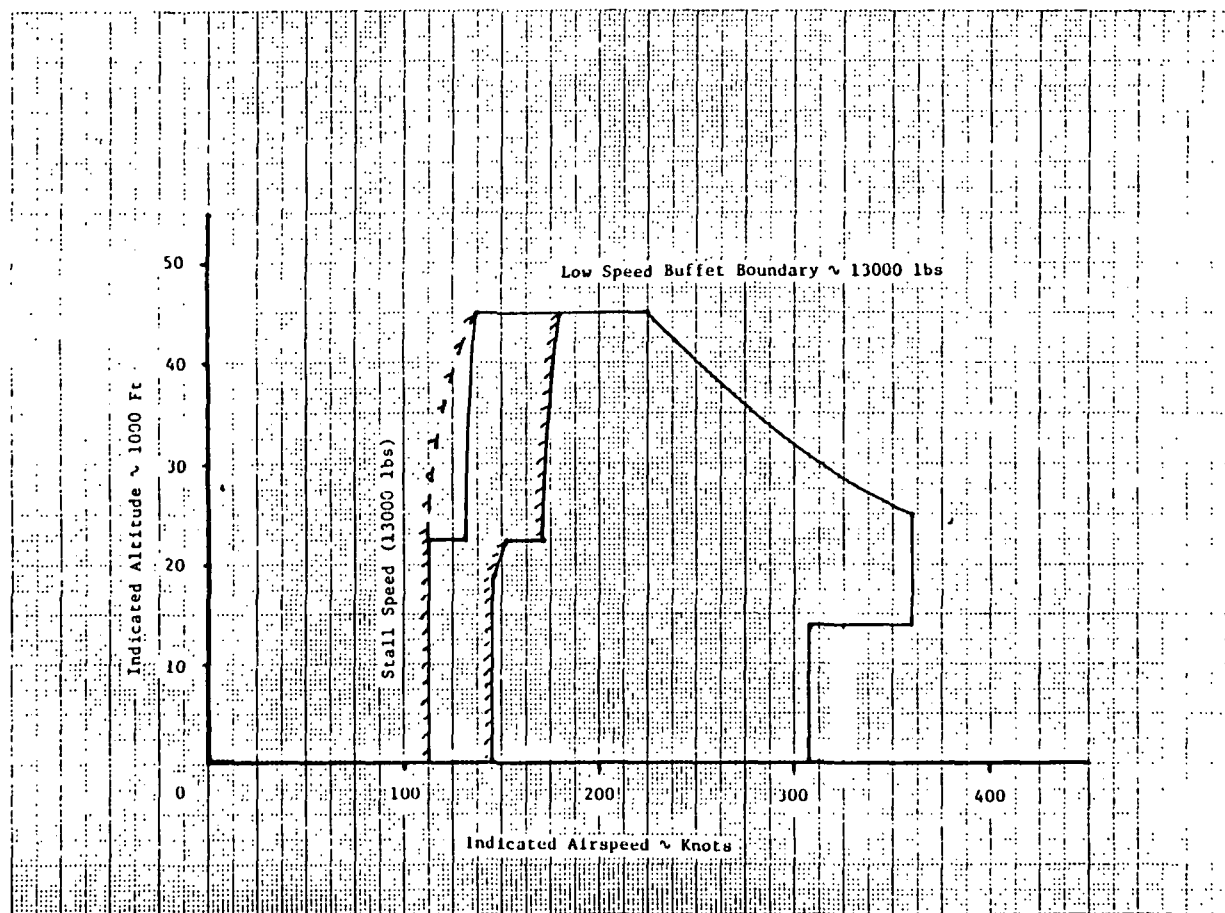 50
Low Speed Buffet Boundary ~ 13000 lbs
40
30
20
10
0
Indicated Altitude ~ 1000 Ft
Stall Speed (13000 lbs)
100
200
300
400
Indicated Airspeed ~ Knots